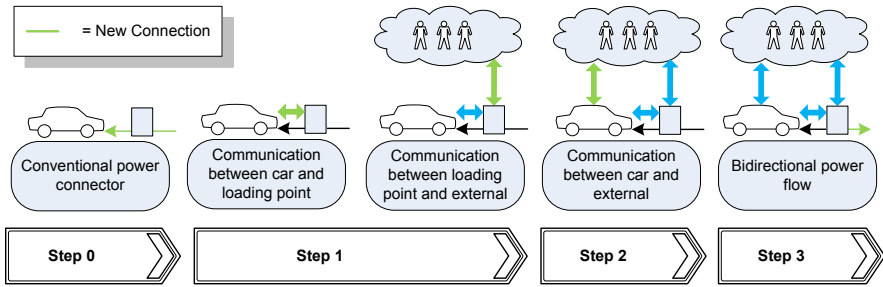 = New Connection
Conventional power
connector
Communication
between car and
loading point
Communication
between loading
point and external
Communication
between car and
external
Bidirectional power
flow
Step 0
Step 1
Step 2
Step 3